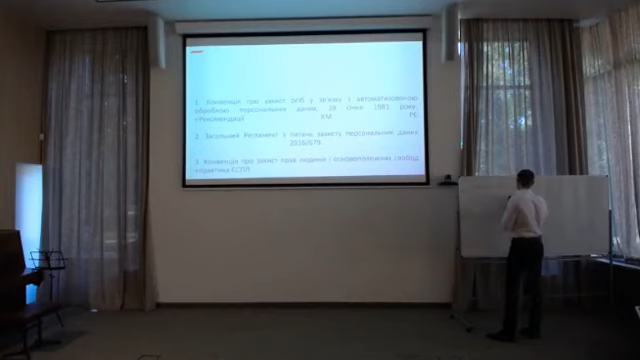 1. Конвенція про захист осіб у зв'язку з автоматизованою
обробкою персональних даних, 28 січня 1981 року,
+Рекомендації КМ РЄ
2. Загальний Регламент з питань захисту персональних даних
2016/679.
3. Конвенція про захист прав людини і основоположних свобод
+практика ЄСПЛ